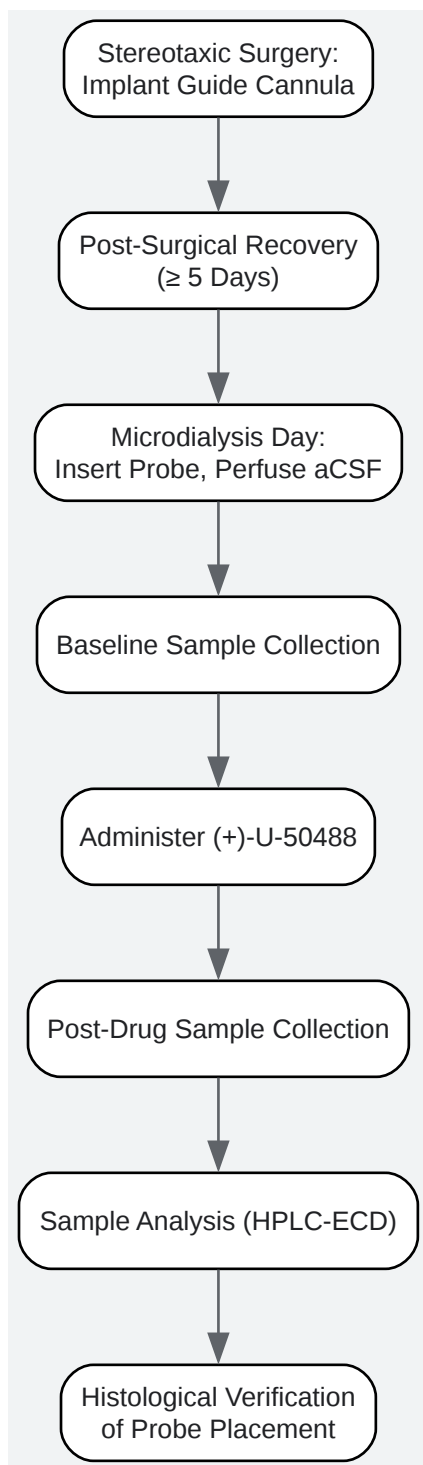 Stereotaxic Surgery:
Implant Guide Cannula
Post-Surgical Recovery
(≥ 5 Days)
Microdialysis Day:
Insert Probe, Perfuse aCSF
Baseline Sample Collection
Administer (+)-U-50488
Post-Drug Sample Collection
Sample Analysis (HPLC-ECD)
Histological Verification
of Probe Placement